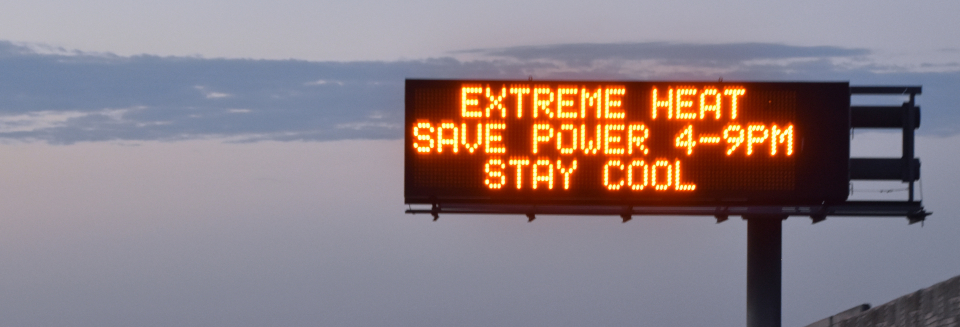 EXTREME HEAT
SAVE POWER 4-9PM
STAY COOL